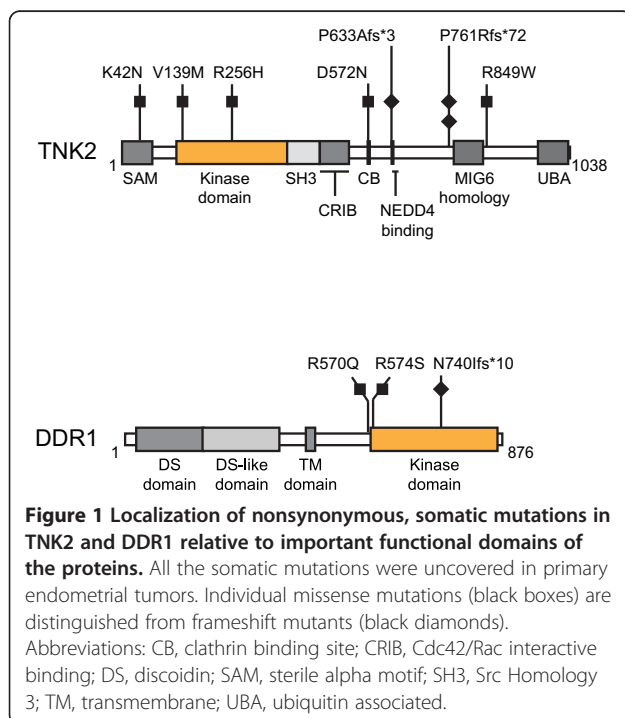 P633Afs*3 P761Rfs*72
K42N V139M R256H D572N R849W
TNK2
1 1038
SAM Kinase domain SH3 CB MIG6 homology UBA
CRIB NEDD4 binding
R570Q R574S N740Ifs*10
DDR1
1 876
DS domain DS-like domain TM domain Kinase domain
Figure 1 Localization of nonsynonymous, somatic mutations in
TNK2 and DDR1 relative to important functional domains of
the proteins. All the somatic mutations were uncovered in primary
endometrial tumors. Individual missense mutations (black boxes) are
distinguished from frameshift mutants (black diamonds).
Abbreviations: CB, clathrin binding site; CRIB, Cdc42/Rac interactive
binding; DS, discoidin; SAM, sterile alpha motif; SH3, Src Homology
3; TM, transmembrane; UBA, ubiquitin associated.